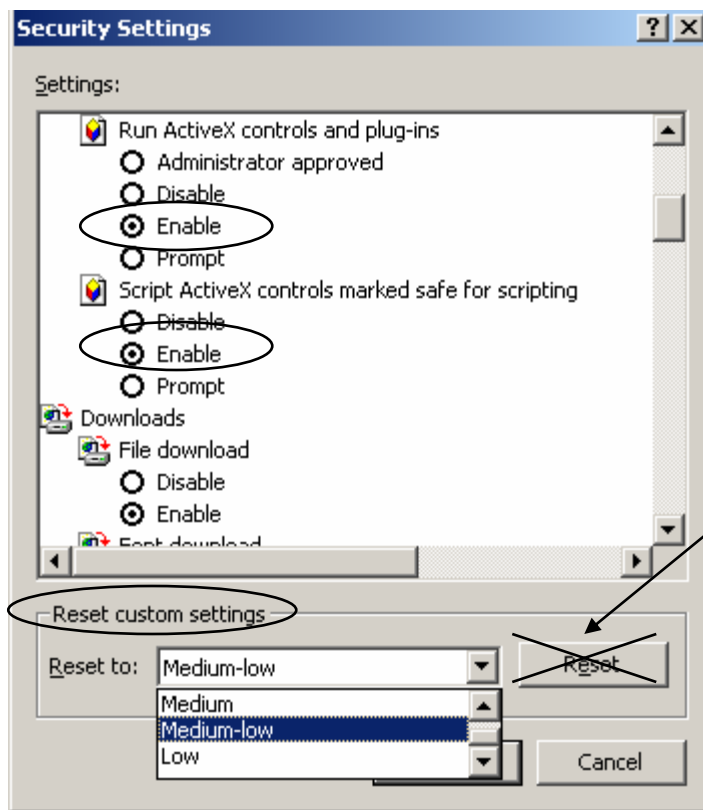 Security Settings
Settings:
Run ActiveX controls and plug-ins
Administrator approved
Disable
Enable
Prompt
Script ActiveX controls marked safe for scripting
Disable
Enable
Prompt
Downloads
File download
Disable
Enable
Font download
Reset custom settings
Reset to: Medium-low Reset
Medium
Medium-low
Low
Cancel